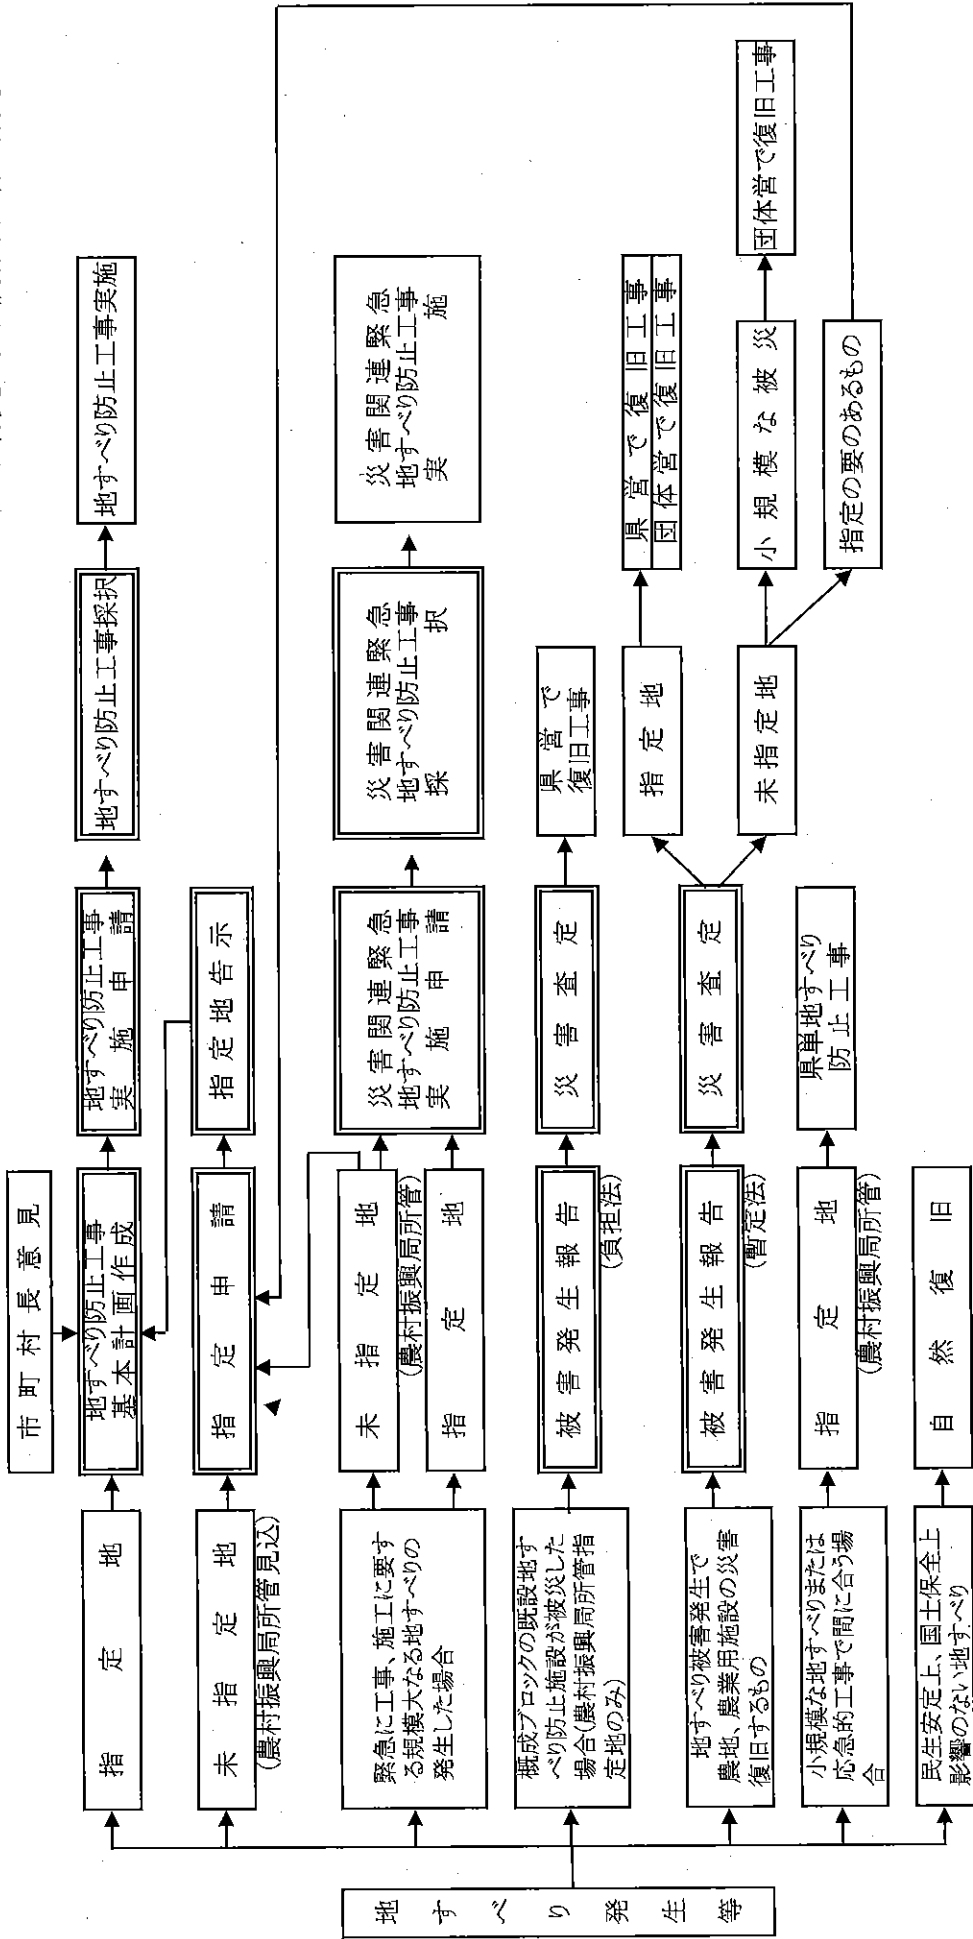 地すべり発生等
指定地
市町村長意見
地すべり防止工事
基本計画作成
地すべり防止工事
実施申請
地すべり防止工事採択
地すべり防止工事実施
未指定地
(農村振興局所管見込)
指定申請
指定地告示
緊急に工事、施工に要す
る規模大なる地すべりの
発生した場合
未指定地
(農村振興局所管)
指定地
災害関連緊急
地すべり防止工事
実施申請
災害関連緊急
地すべり防止工事
採択
災害関連緊急
地すべり防止工事
実施
概成ブロックの既設地す
べり防止施設が被災した
場合(農村振興局所管指
定地のみ)
被害発生報告
(負担法)
災害査定
県営で
復旧工事
地すべり被害発生で
農地、農業用施設の災害
復旧するもの
被害発生報告
(暫定法)
災害査定
指定地
県営で復旧工事
団体営で復旧工事
未指定地
小規模な被災
団体営で復旧工事
指定の要のあるもの
小規模な地すべりまたは
応急的工事で間に合う場
合
指定地
(農村振興局所管)
県単地すべり
防止工事
民生安定上、国土保全上
影響のない地すべり
自然復旧